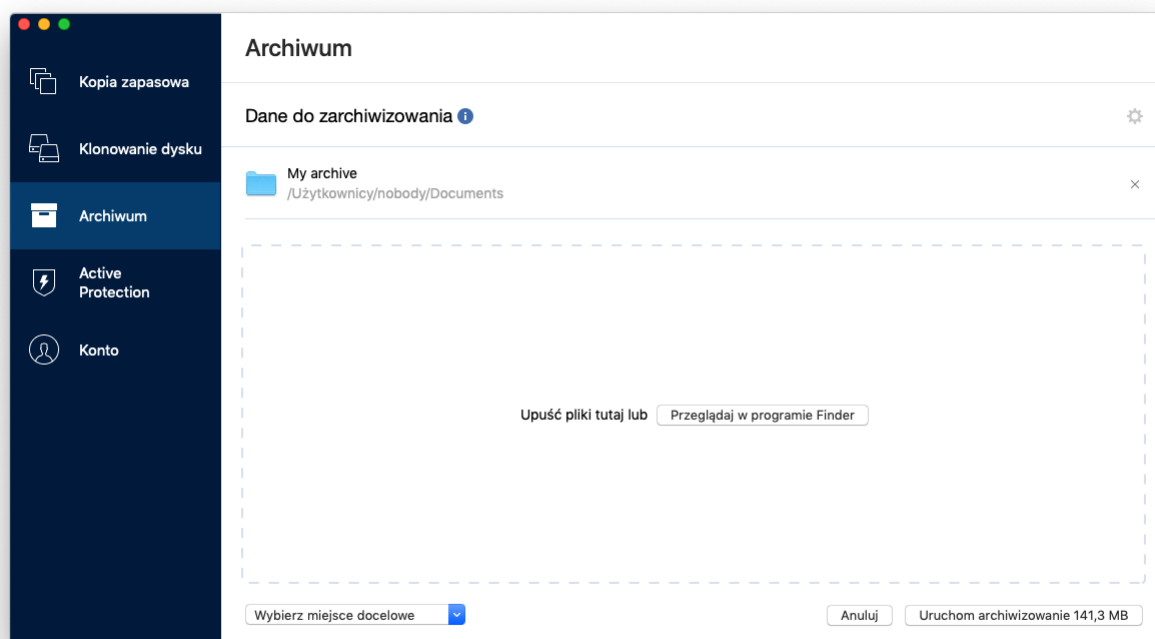 Archiwum
Kopia zapasowa
Klonowanie dysku
Archiwum
Active
Protection
Konto
Dane do zarchiwizowania
My archive
/Użytkownicy/nobody/Documents
Upuść pliki tutaj lub Przeglądaj w programie Finder
Wybierz miejsce docelowe Anuluj Uruchom archiwizowanie 141,3 MB